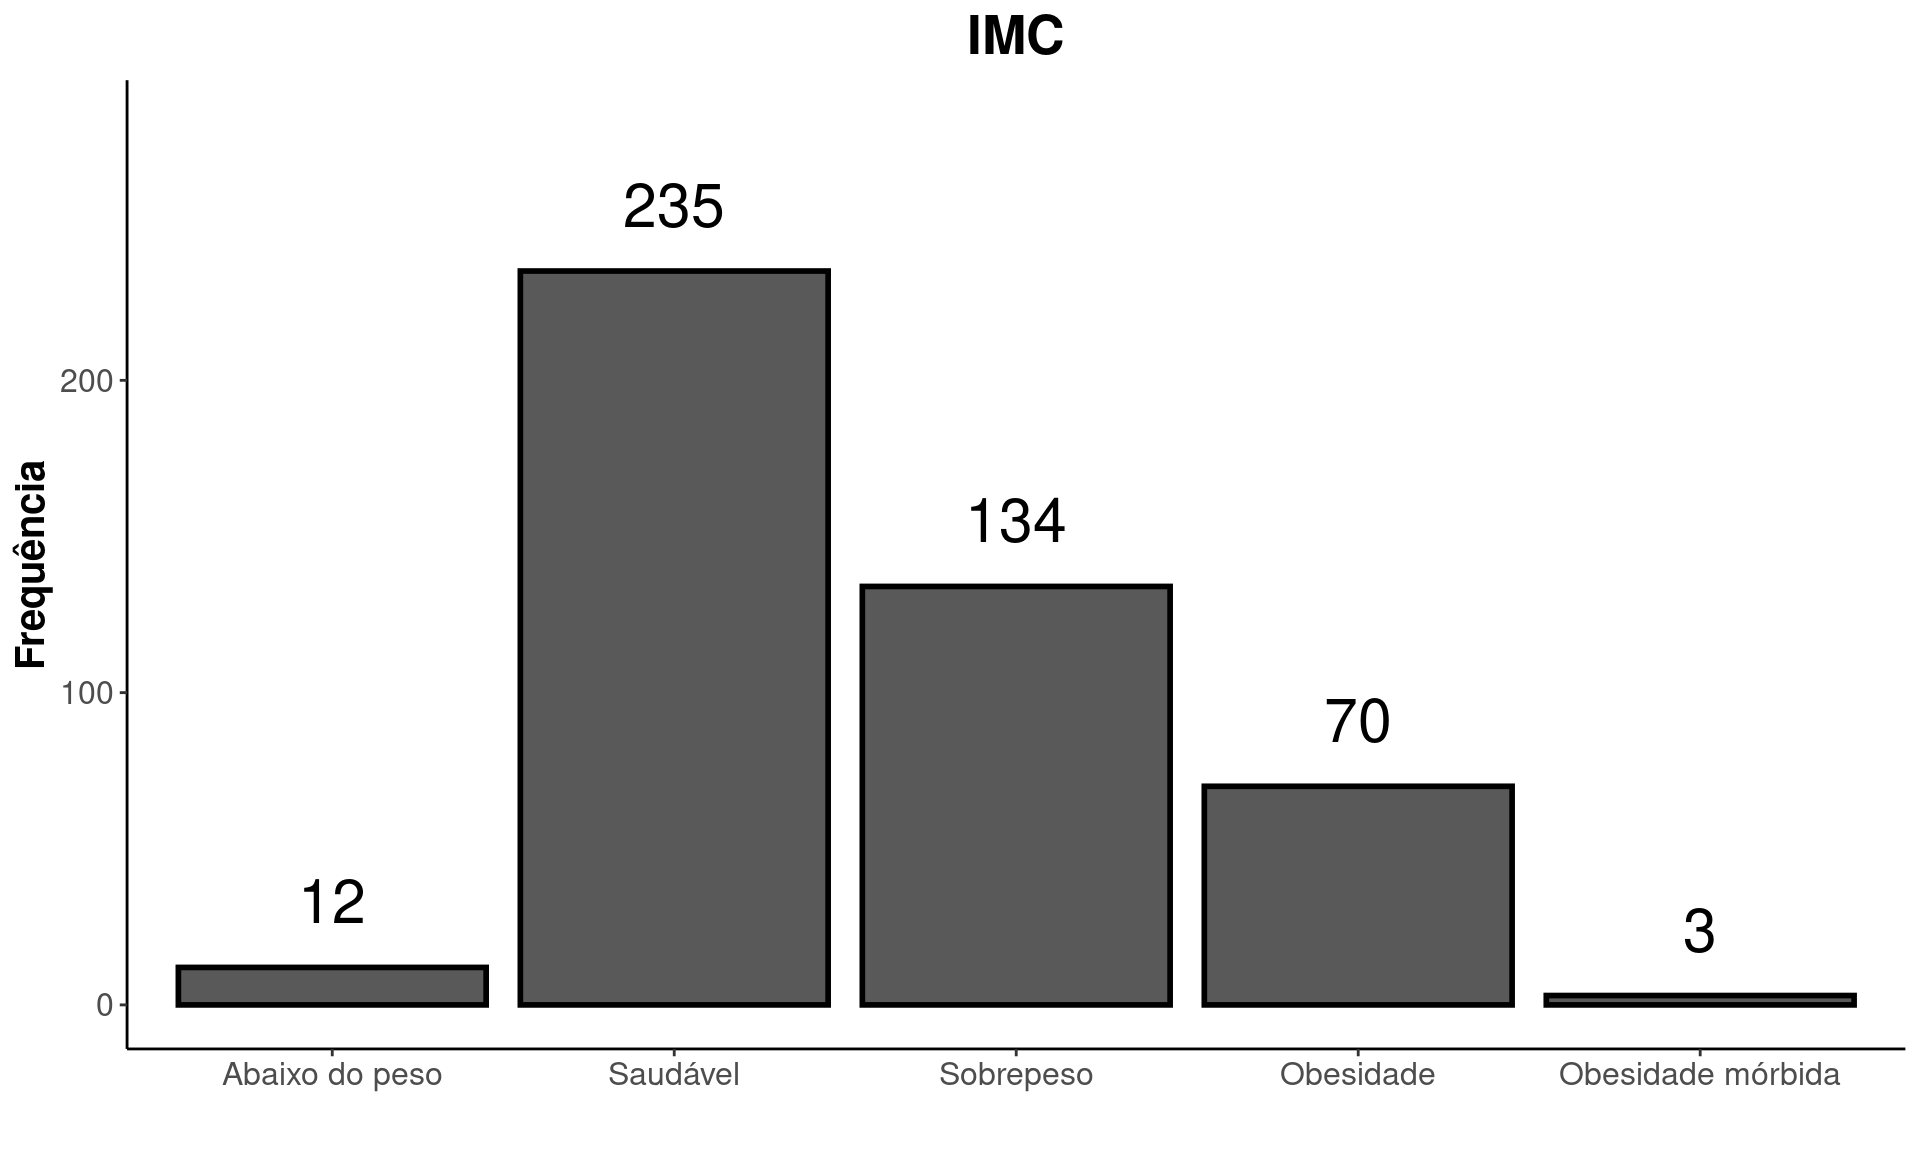 IMC
Frequência
200
100
0
12
235
134
70
3
Abaixo do peso
Saudável
Sobrepeso
Obesidade
Obesidade mórbida